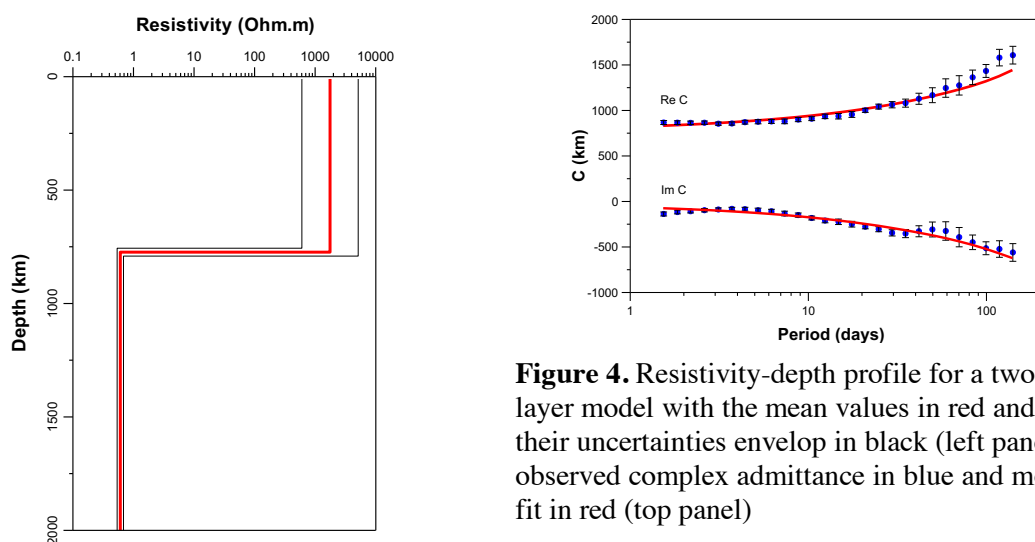 Resistivity (Ohm.m)
0.1 1 10 100 1000 10000
0
500
1000
1500
2000
Depth (km)
2000
1500
1000
500
0
-500
-1000
C (km)
Re C
Im C
1 10 100
Period (days)
Figure 4. Resistivity-depth profile for a two
layer model with the mean values in red and
their uncertainties envelop in black (left pan
observed complex admittance in blue and m
fit in red (top panel)